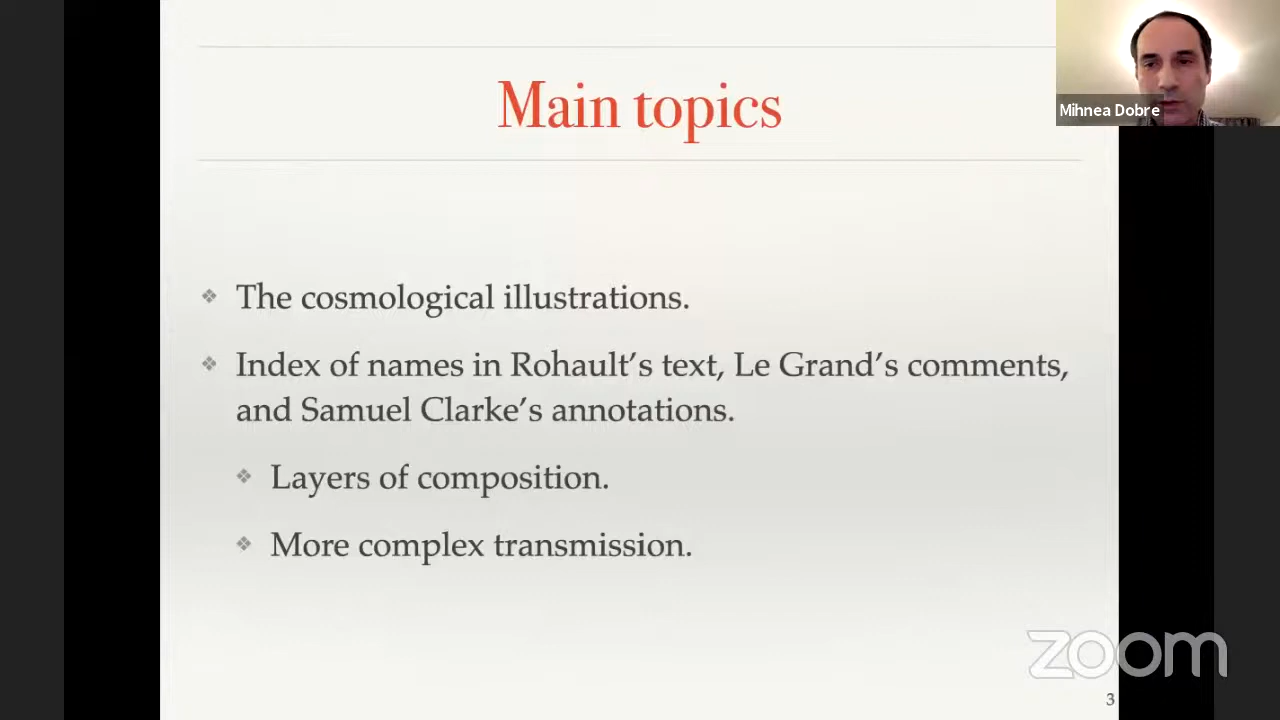 Main topics
Mihnea Dobre
The cosmological illustrations.
Index of names in Rohault’s text, Le Grand’s comments,
and Samuel Clarke’s annotations.
Layers of composition.
More complex transmission.
zoom
3